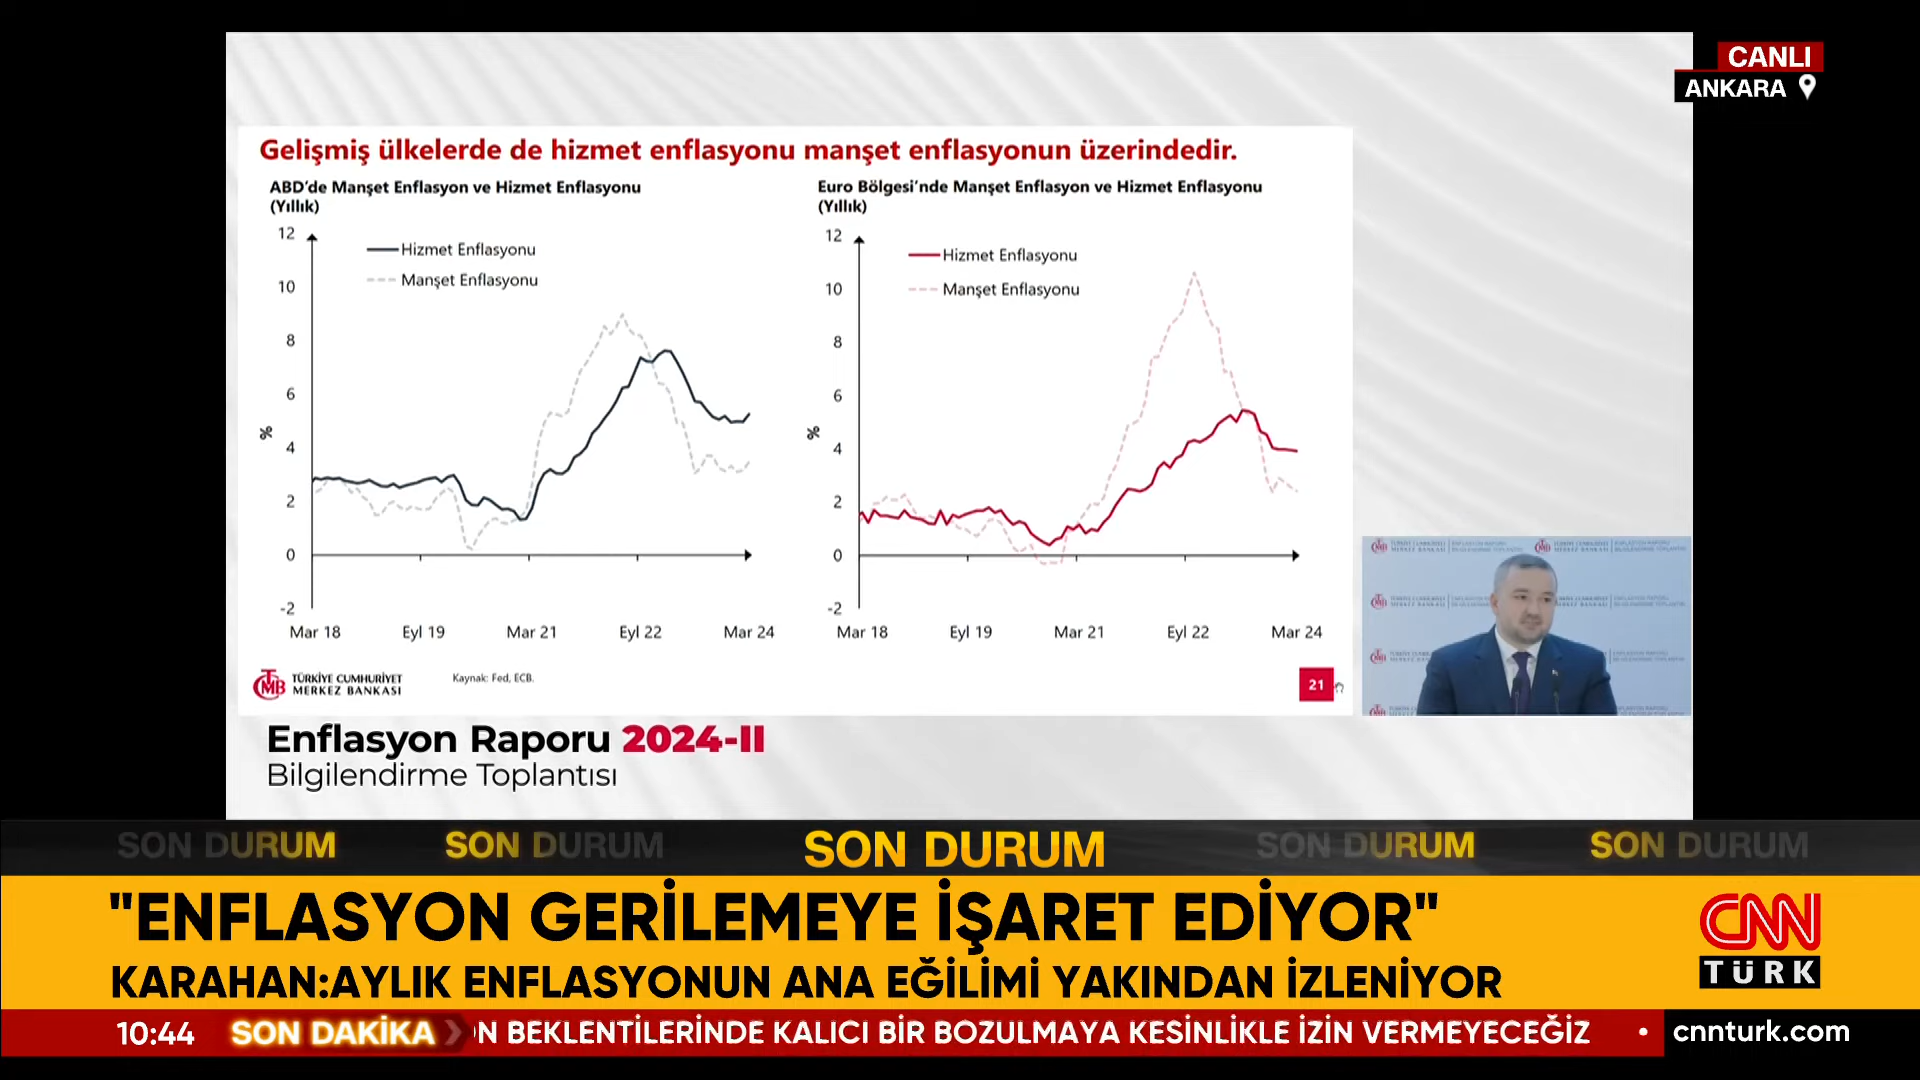 CANLI
ANKARA
Gelişmiş ülkelerde de hizmet enflasyonu manşet enflasyonun üzerindedir.
ABD'de Manşet Enflasyon ve Hizmet Enflasyonu
(Yıllık)
12
10
8
6
4
2
0
-2
%
Hizmet Enflasyonu
Manşet Enflasyonu
Mar 18 Eyl 19 Mar 21 Eyl 22 Mar 24
Euro Bölgesi'nde Manşet Enflasyon ve Hizmet Enflasyonu
(Yıllık)
12
10
8
6
4
2
0
-2
%
Hizmet Enflasyonu
Manşet Enflasyonu
Mar 18 Eyl 19 Mar 21 Eyl 22 Mar 24
TÜRKİYE CUMHURİYET
MERKEZ BANKASI
Kaynak: Fed, ECB.
21
Enflasyon Raporu 2024-II
Bilgilendirme Toplantısı
SON DURUM SON DURUM SON DURUM SON DURUM SON DURUM
"ENFLASYON GERİLEMEYE İŞARET EDİYOR"
KARAHAN:AYLIK ENFLASYONUN ANA EĞİLİMİ YAKINDAN İZLENİYOR
CNN
TÜRK
10:44 SON DAKİKA BEKLENTİLERİNDE KALICI BİR BOZULMAYA KESİNLİKLE İZİN VERMEYECEĞİZ • cnnturk.com